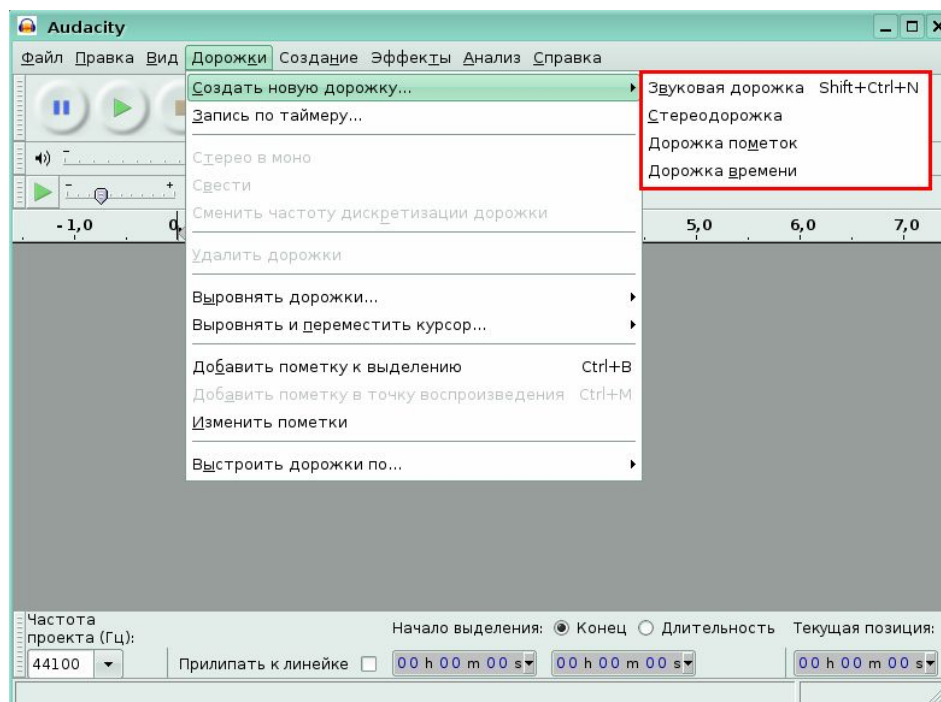 Audacity
Файл Правка Вид Дорожки Создание Эффекты Анализ Справка
Создать новую дорожку...
Звуковая дорожка Shift+Ctrl+N
Запись по таймеру...
Стереодорожка
Дорожка пометок
Стерео в моно
Дорожка времени
Свести
Сменить частоту дискретизации дорожки
-1,0 0, 5,0 6,0 7,0
Удалить дорожки
Выровнять дорожки...
Выровнять и переместить курсор...
Добавить пометку к выделению Ctrl+B
Добавить пометку в точку воспроизведения Ctrl+M
Изменить пометки
Выстроить дорожки по...
Частота
проекта (Гц):
Начало выделения: Конец Длительность Текущая позиция:
44100 Прилипать к линейке 00 h 00 m 00 s 00 h 00 m 00 s 00 h 00 m 00 s